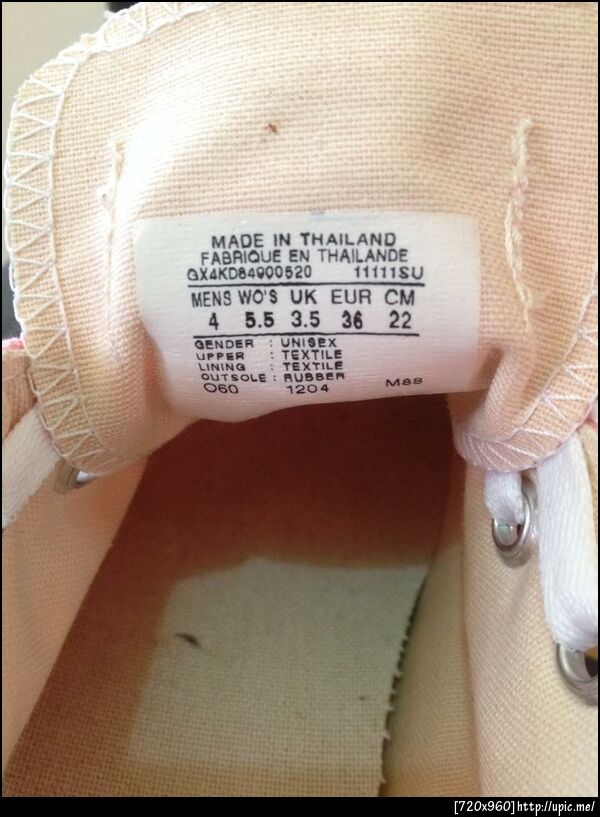 MADE IN THAILAND
FABRIQUE EN THAILANDE
GX4KD84900520 11111SU
MENS WO'S UK EUR CM
4 5.5 3.5 36 22
GENDER : UNISEX
UPPER : TEXTILE
LINING : TEXTILE
OUTSOLE : RUBBER
O60 1204 M88
[720x960]http://upic.me/